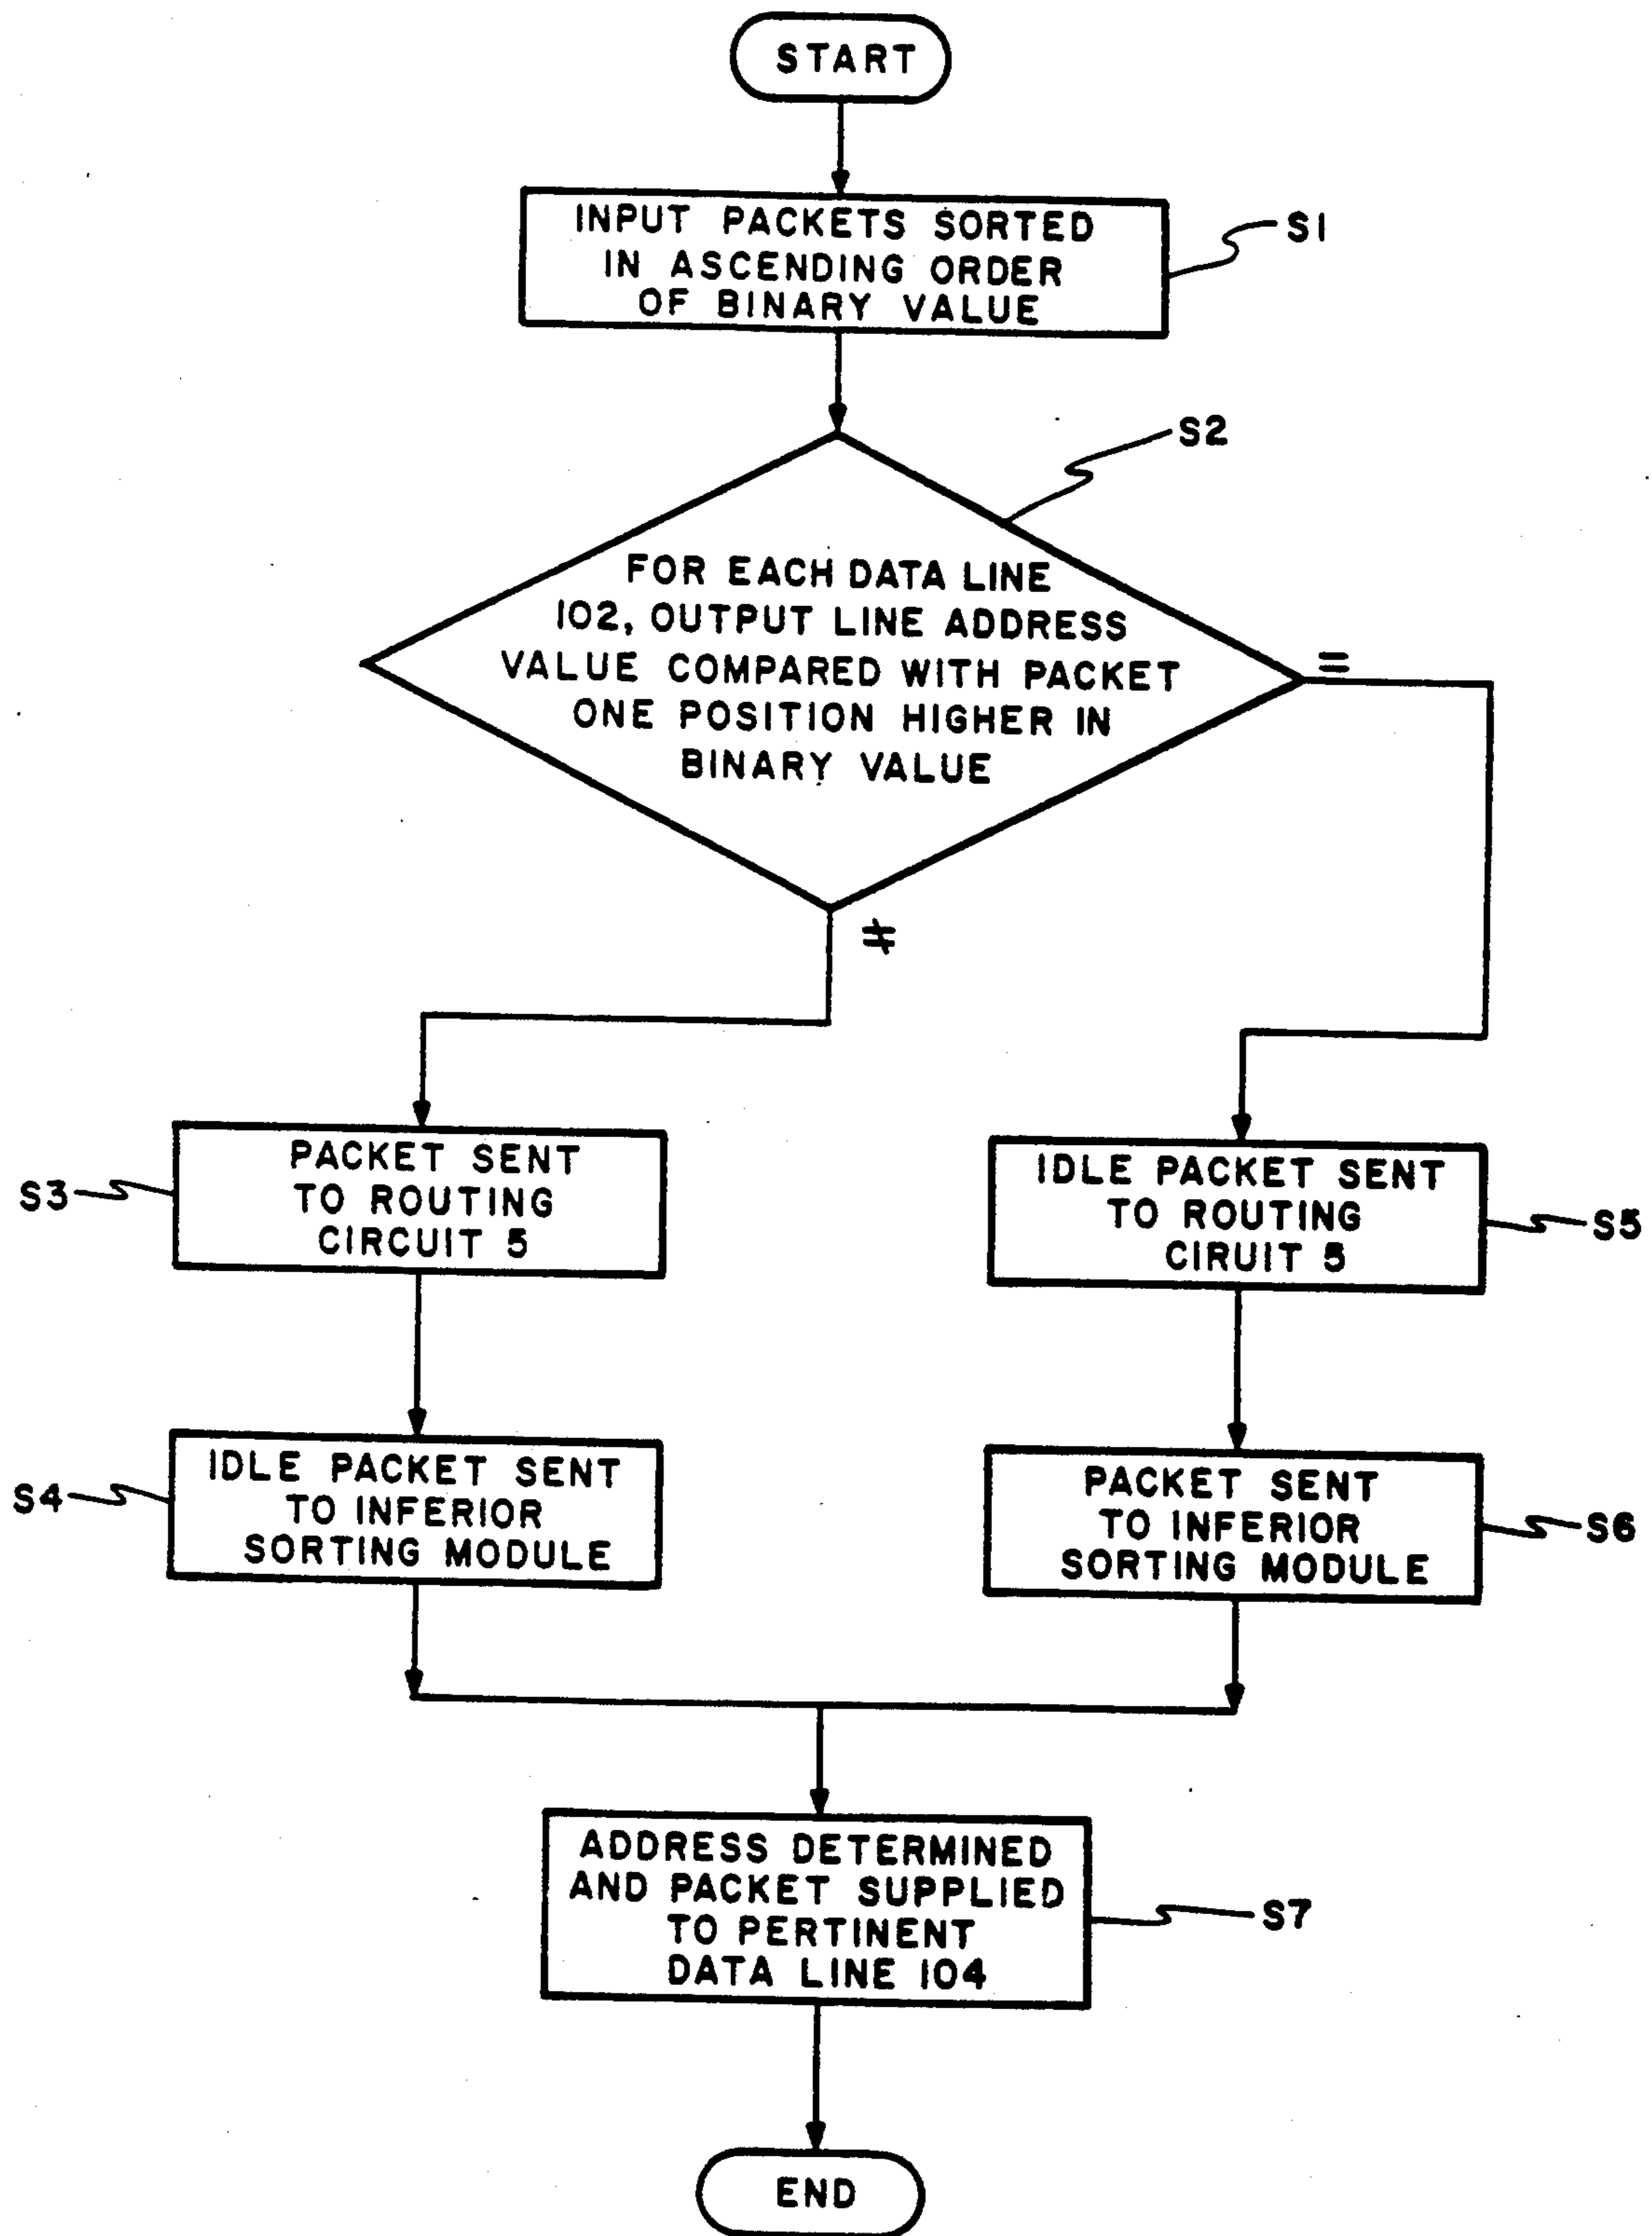 START
INPUT PACKETS SORTED
IN ASCENDING ORDER
OF BINARY VALUE
S1
S2
FOR EACH DATA LINE
102, OUTPUT LINE ADDRESS
VALUE COMPARED WITH PACKET
ONE POSITION HIGHER IN
BINARY VALUE
=
≠
PACKET SENT
TO ROUTING
CIRCUIT 5
S3
IDLE PACKET SENT
TO ROUTING
CIRUIT 5
S5
IDLE PACKET SENT
TO INFERIOR
SORTING MODULE
S4
PACKET SENT
TO INFERIOR
SORTING MODULE
S6
ADDRESS DETERMINED
AND PACKET SUPPLIED
TO PERTINENT
DATA LINE 104
S7
END